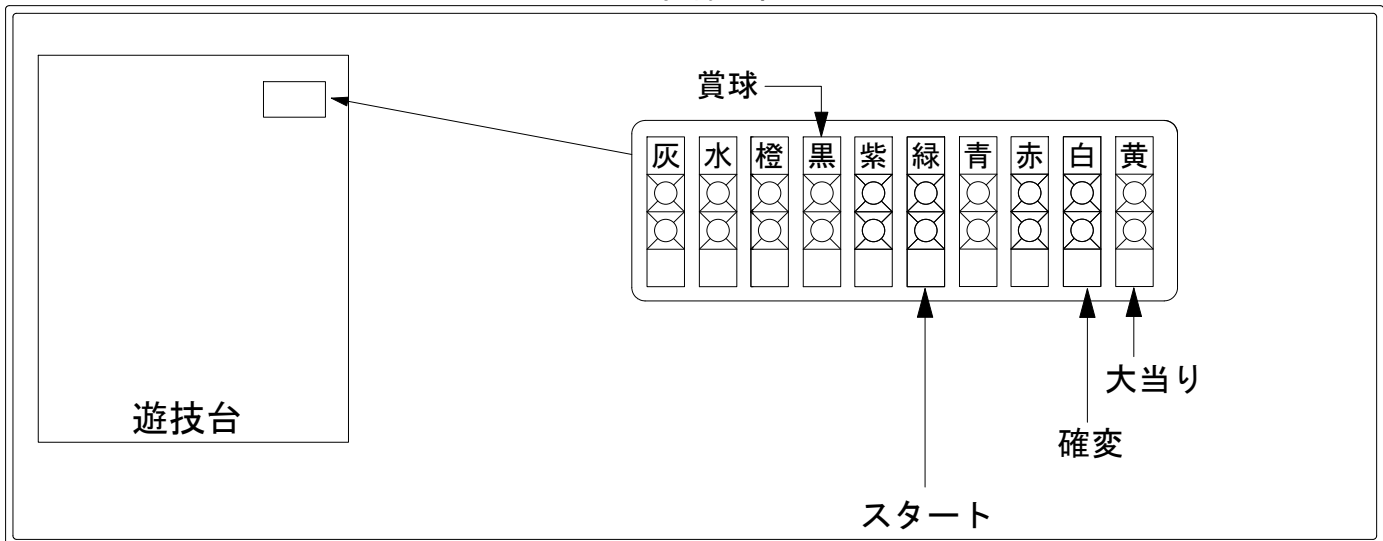 賞球
灰 水 橙 黒 紫 緑 青 赤 白 黄
大当り
遊技台
確変
スタート